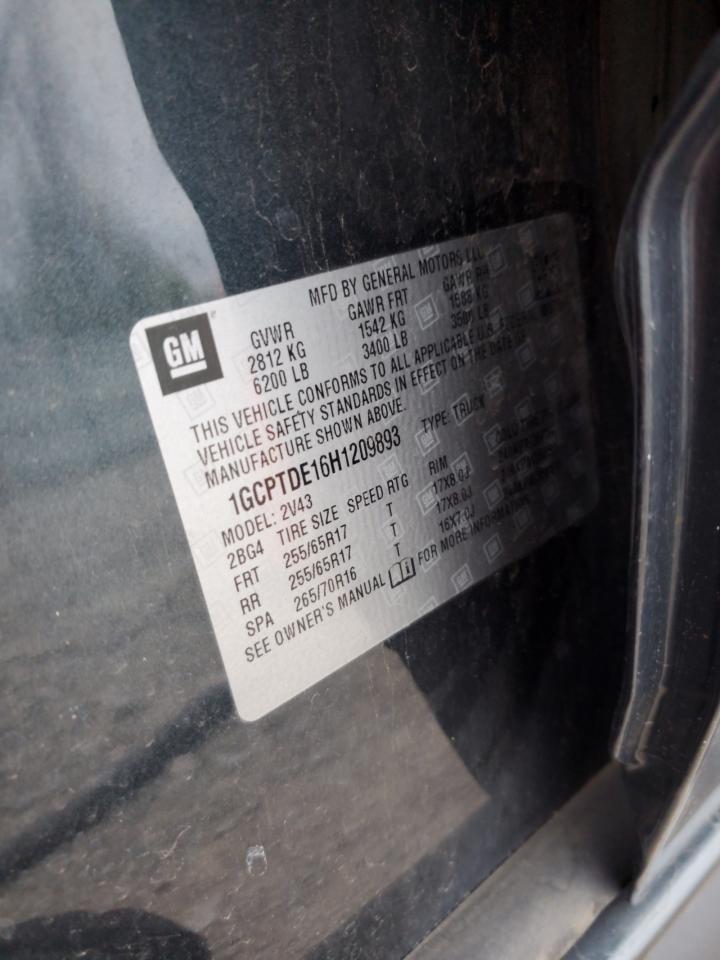 GM
MFD BY GENERAL MOTORS LLC
GVWR GAWR FRT GAWR RR
2812 KG 1542 KG 1588 KG
6200 LB 3400 LB 3500 LB
THIS VEHICLE CONFORMS TO ALL APPLICABLE U.S. FEDERAL
VEHICLE SAFETY STANDARDS IN EFFECT ON THE DATE OF
MANUFACTURE SHOWN ABOVE.
1GCPTDE16H1209893 TYPE: TRUCK
MODEL: 2V43
2BG4 TIRE SIZE SPEED RTG RIM
FRT 255/65R17 T 17X8.0J
RR 255/65R17 T 17X8.0J
SPA 265/70R16 T 16X7.0J
SEE OWNER'S MANUAL FOR MORE INFORMATION